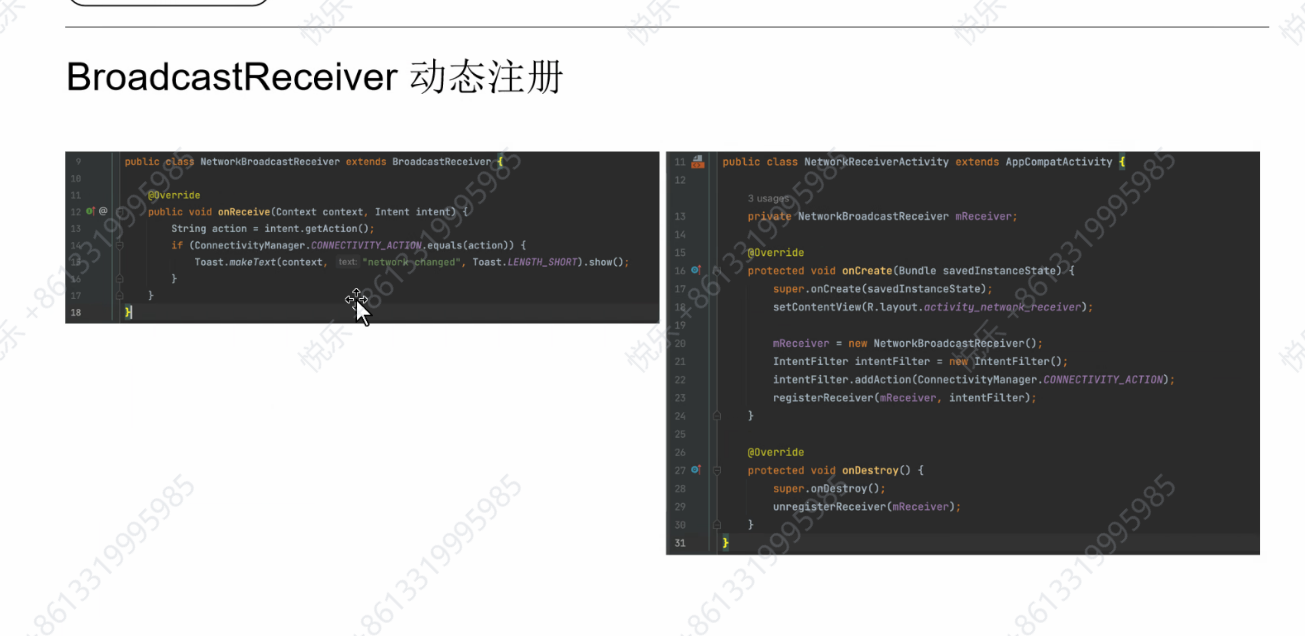 BroadcastReceiver 动态注册
9 public class NetworkBroadcastReceiver extends BroadcastReceiver {
10
11 @Override
12 @ public void onReceive(Context context, Intent intent) {
13 String action = intent.getAction();
14 if (ConnectivityManager.CONNECTIVITY_ACTION.equals(action)) {
15 Toast.makeText(context, text: "network changed", Toast.LENGTH_SHORT).show();
16 }
17 }
18 }
11 public class NetworkReceiverActivity extends AppCompatActivity {
12
3 usages
13 private NetworkBroadcastReceiver mReceiver;
14
15 @Override
16 protected void onCreate(Bundle savedInstanceState) {
17 super.onCreate(savedInstanceState);
18 setContentView(R.layout.activity_network_receiver);
19
20 mReceiver = new NetworkBroadcastReceiver();
21 IntentFilter intentFilter = new IntentFilter();
22 intentFilter.addAction(ConnectivityManager.CONNECTIVITY_ACTION);
23 registerReceiver(mReceiver, intentFilter);
24 }
25
26 @Override
27 protected void onDestroy() {
28 super.onDestroy();
29 unregisterReceiver(mReceiver);
30 }
31 }
悦乐 +8613319995985